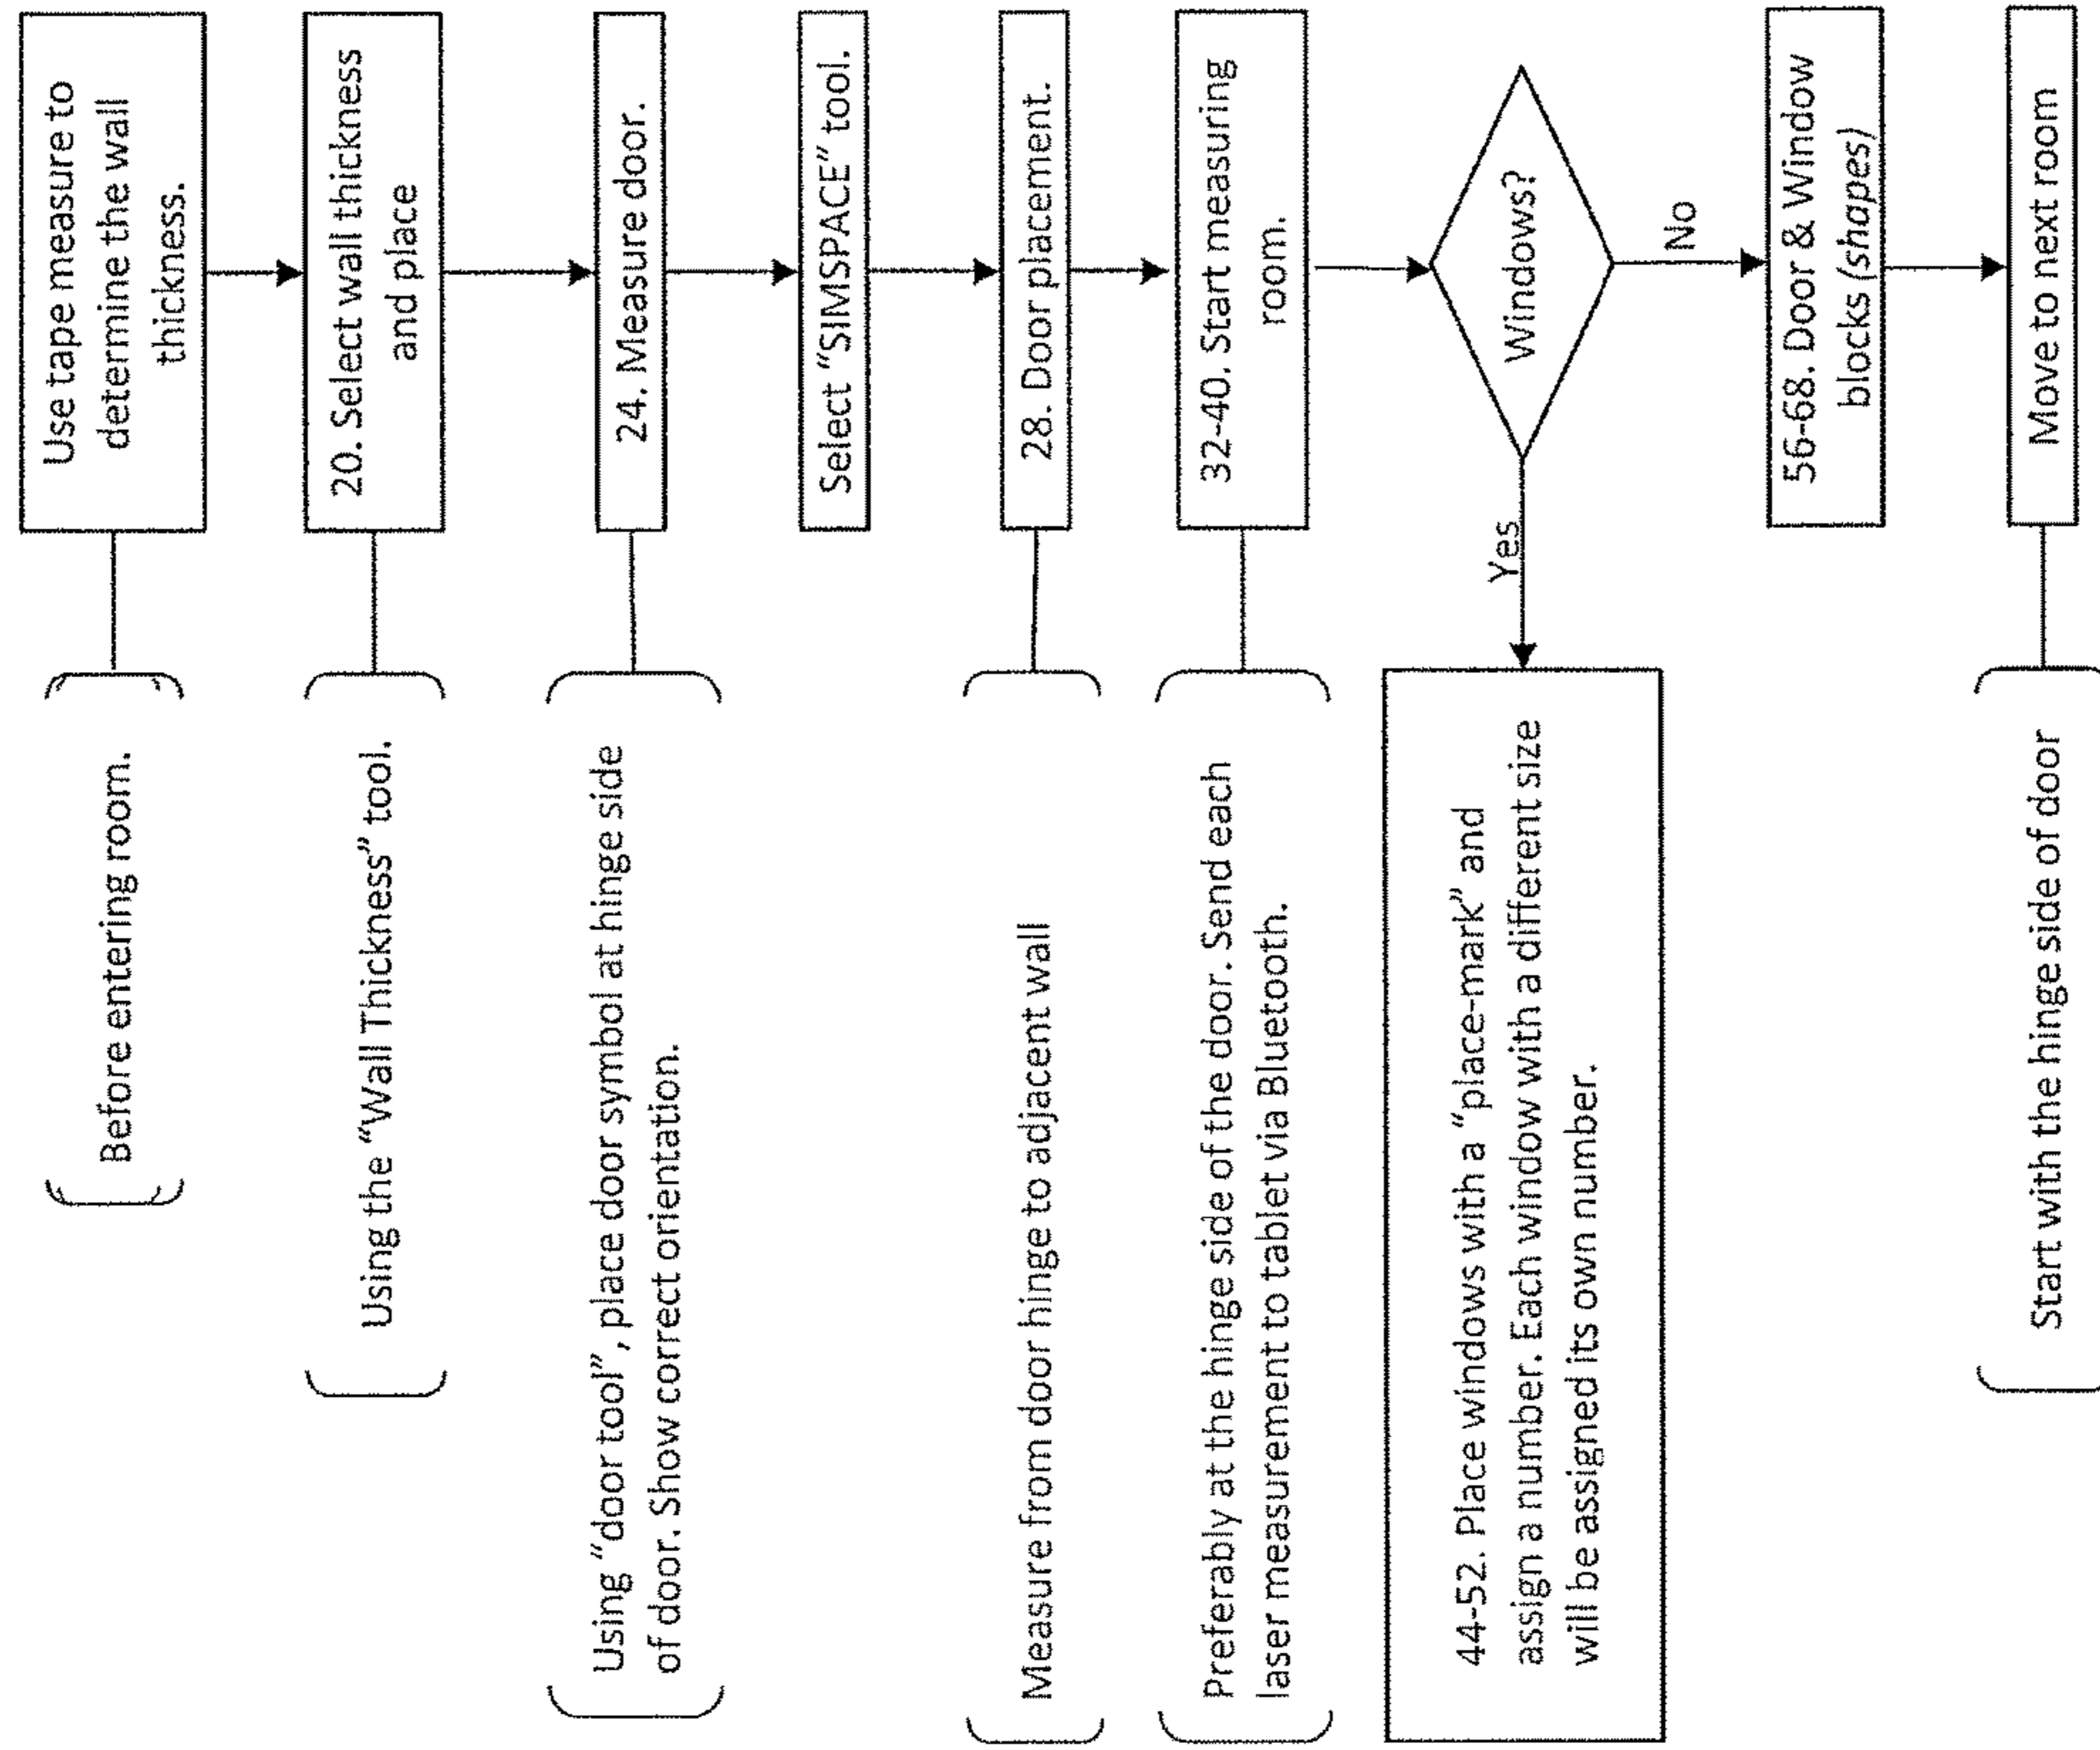 Use tape measure to
determine the wall
thickness.
Before entering room.
20. Select wall thickness
and place
Using the “Wall Thickness” tool.
24. Measure door.
Using “door tool”, place door symbol at hinge side
of door. Show correct orientation.
Select “SIMSPACE” tool.
28. Door placement.
Measure from door hinge to adjacent wall
32-40. Start measuring
room.
Preferably at the hinge side of the door. Send each
laser measurement to tablet via Bluetooth.
Windows?
Yes
44-52. Place windows with a “place-mark” and
assign a number. Each window with a different size
will be assigned its own number.
No
56-68. Door & Window
blocks (shapes)
Move to next room
Start with the hinge side of door